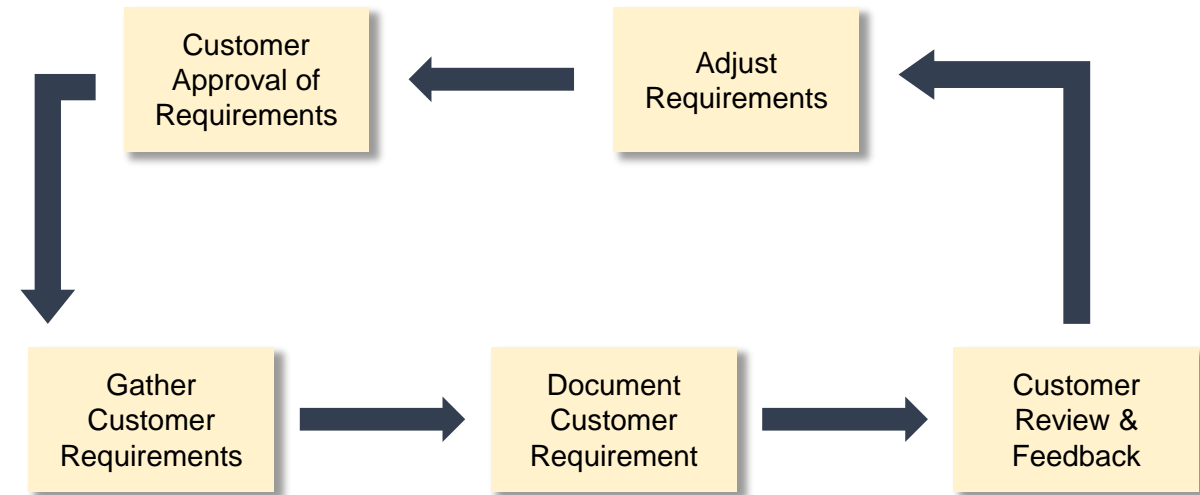 Customer
Approval of
Requirements
Adjust
Requirements
Gather
Customer
Requirements
Document
Customer
Requirement
Customer
Review &
Feedback